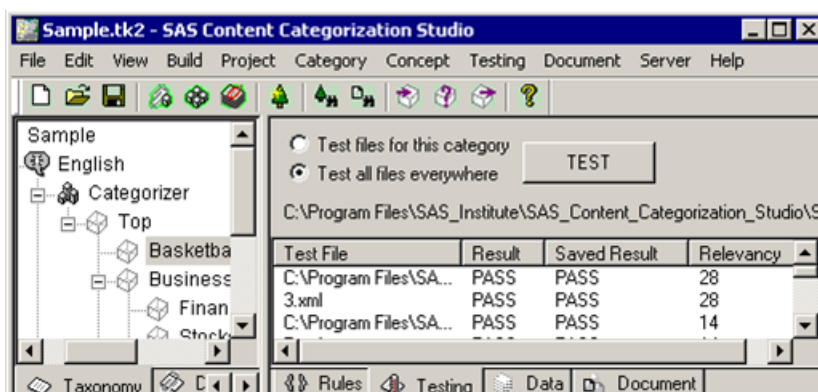 Sample.tk2 - SAS Content Categorization Studio
File Edit View Build Project Category Concept Testing Document Server Help
Sample
English
Categorizer
Top
Basketba
Business
Finan
Stock
Test files for this category
Test all files everywhere
TEST
C:\Program Files\SAS_Institute\SAS_Content_Categorization_Studio\S
Test File Result Saved Result Relevancy
C:\Program Files\SA... PASS PASS 28
3.xml PASS PASS 28
C:\Program Files\SA... PASS PASS 14
Taxonomy
Rules Testing Data Document